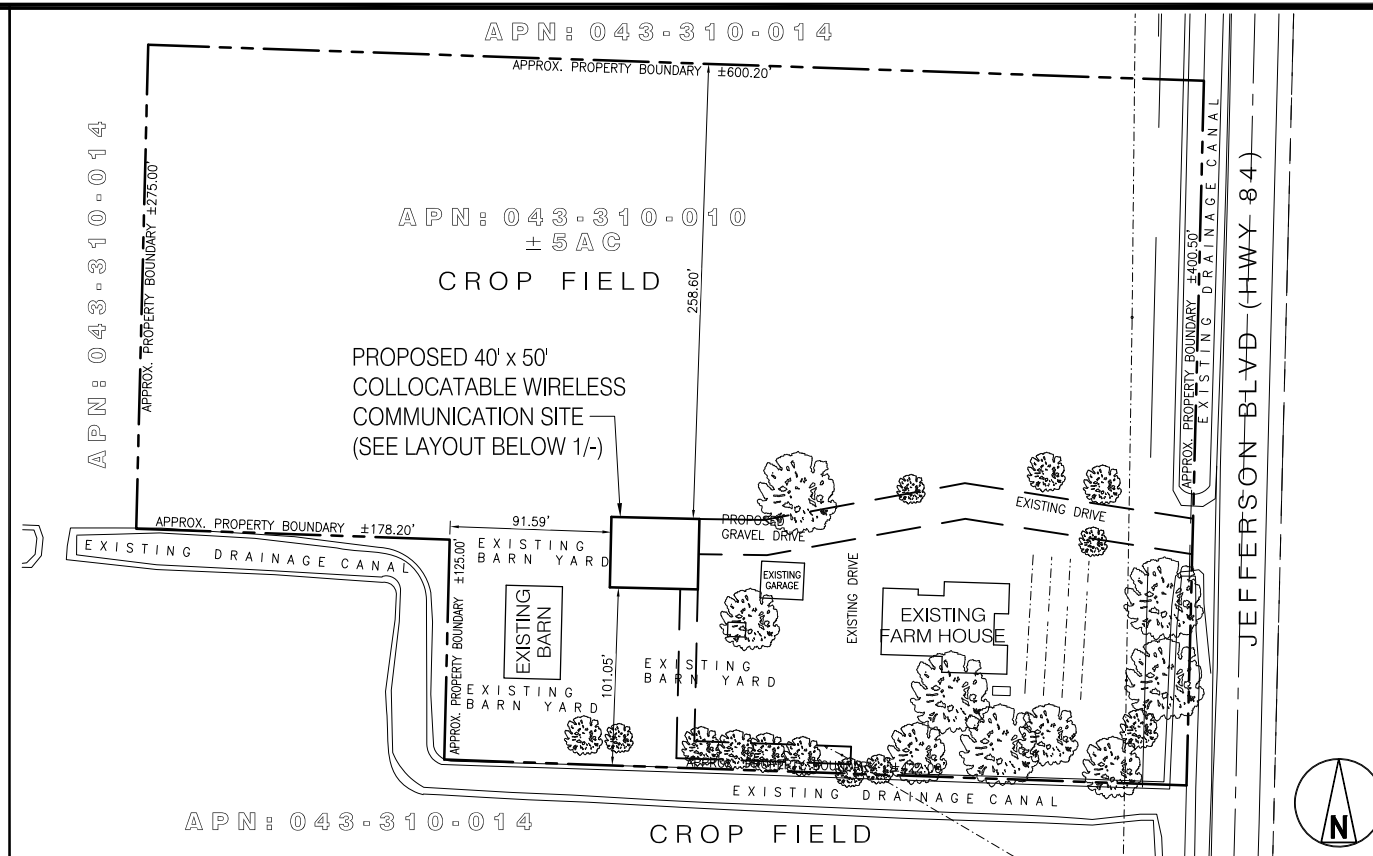 APN: 043-310-014
APPROX. PROPERTY BOUNDARY ±600.20'
APN: 043-310-014
APPROX. PROPERTY BOUNDARY ±275.00'
APN: 043-310-010
±5AC
CROP FIELD
258.60'
APPROX. PROPERTY BOUNDARY ±400.50'
EXISTING DRAINAGE CANAL
JEFFERSON BLVD (HWY 84)
PROPOSED 40' x 50'
COLLOCATABLE WIRELESS
COMMUNICATION SITE
(SEE LAYOUT BELOW 1/-)
APPROX. PROPERTY BOUNDARY ±178.20'
91.59'
EXISTING DRAINAGE CANAL
APPROX. PROPERTY BOUNDARY ±125.00'
EXISTING
BARN YARD
PROPOSED
GRAVEL DRIVE
EXISTING DRIVE
EXISTING
GARAGE
EXISTING DRIVE
EXISTING
BARN
EXISTING
FARM HOUSE
101.05'
EXISTING
BARN YARD
EXISTING
BARN YARD
EXISTING DRAINAGE CANAL
APN: 043-310-014
CROP FIELD
N